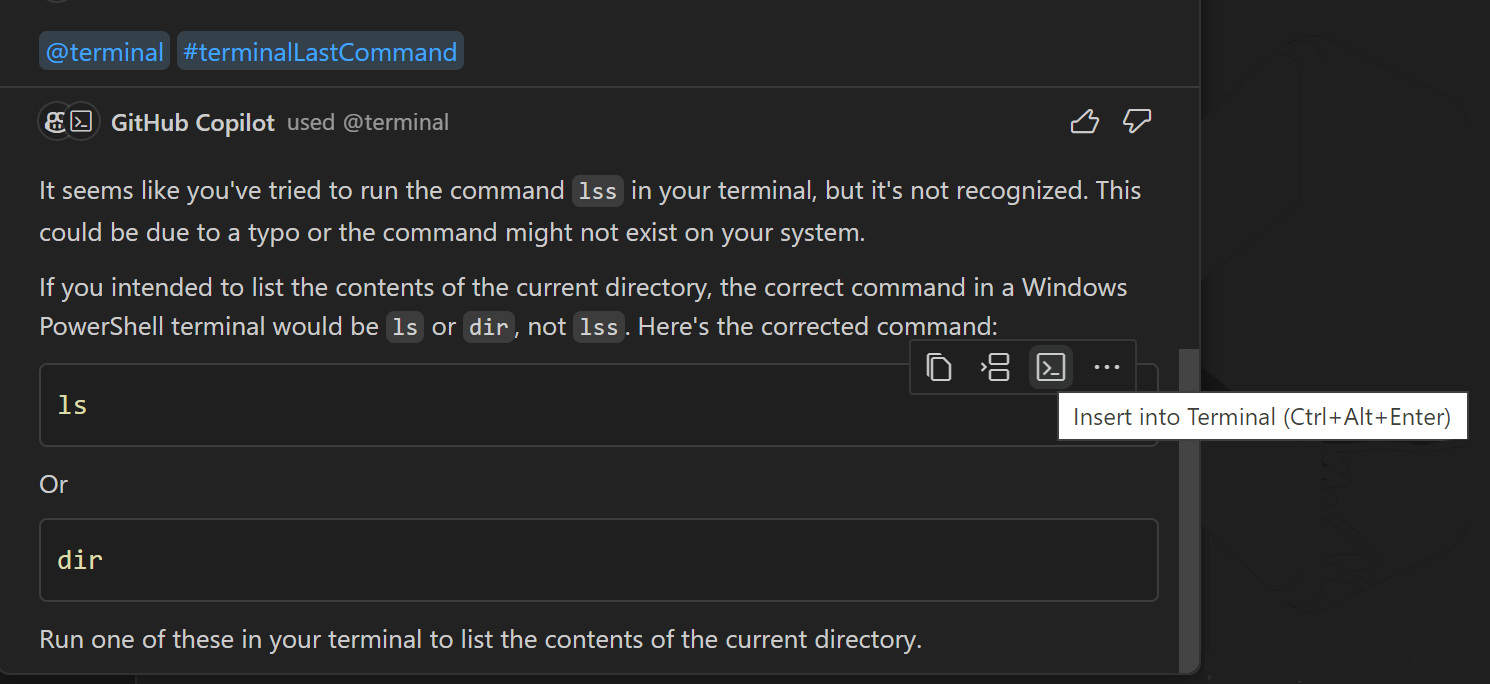 @terminal #terminalLastCommand
GitHub Copilot used @terminal
It seems like you've tried to run the command lss in your terminal, but it's not recognized. This
could be due to a typo or the command might not exist on your system.
If you intended to list the contents of the current directory, the correct command in a Windows
PowerShell terminal would be ls or dir, not lss. Here's the corrected command:
ls
Insert into Terminal (Ctrl+Alt+Enter)
Or
dir
Run one of these in your terminal to list the contents of the current directory.